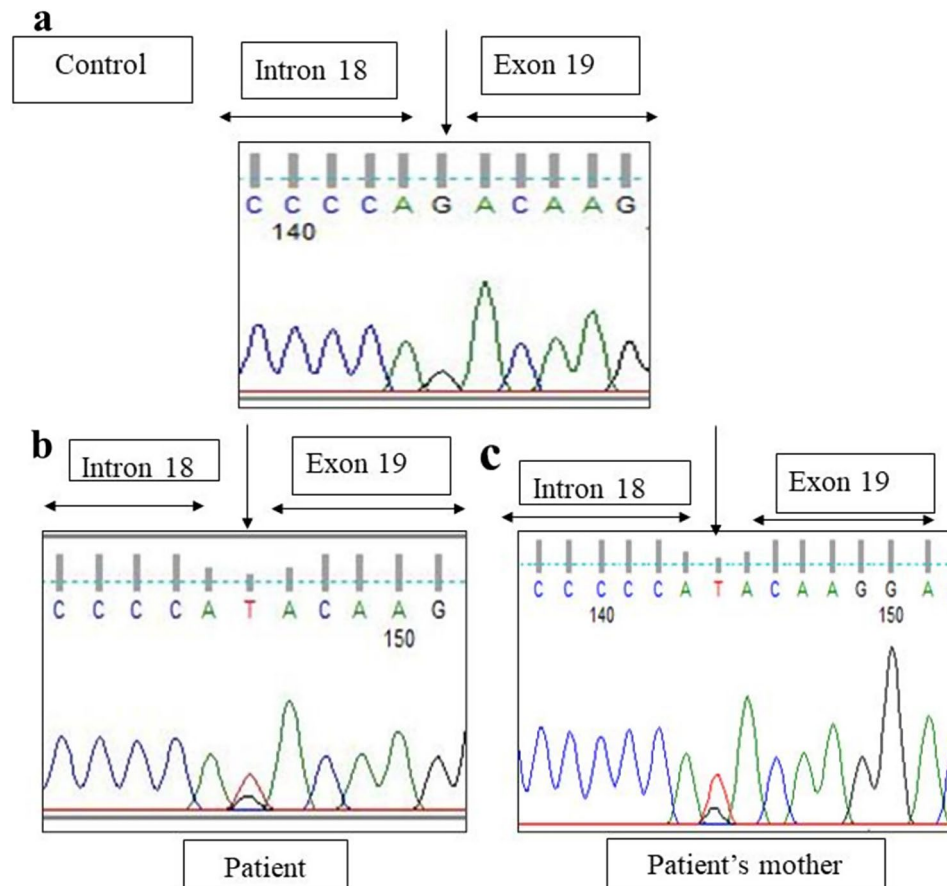 a
Control
Intron 18
Exon 19
C C C C A G A C A A G
140
b
Intron 18
Exon 19
C C C C A T A C A A G
150
Patient
c
Intron 18
Exon 19
C C C C C A T A C A A G G A
140 150
Patient's mother